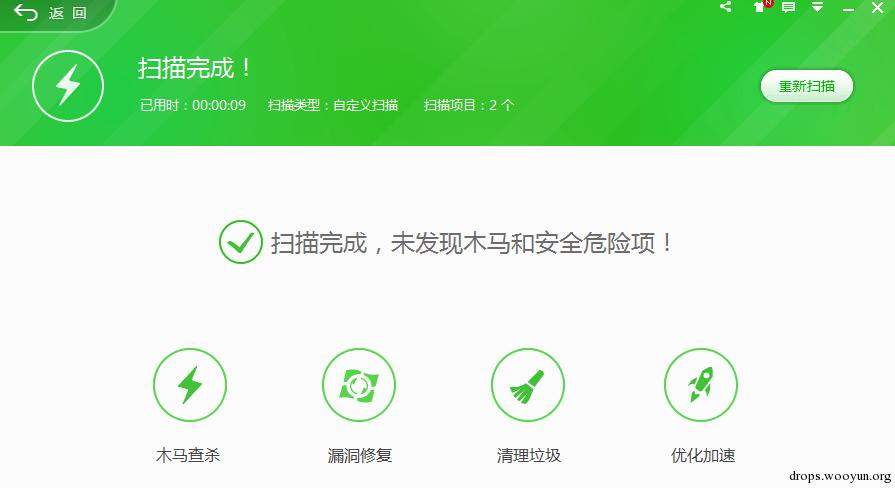 返 回
N
扫描完成！
已用时：00:00:09 扫描类型：自定义扫描 扫描项目：2 个
重新扫描
扫描完成，未发现木马和安全危险项！
木马查杀 漏洞修复 清理垃圾 优化加速
drops.wooyun.org